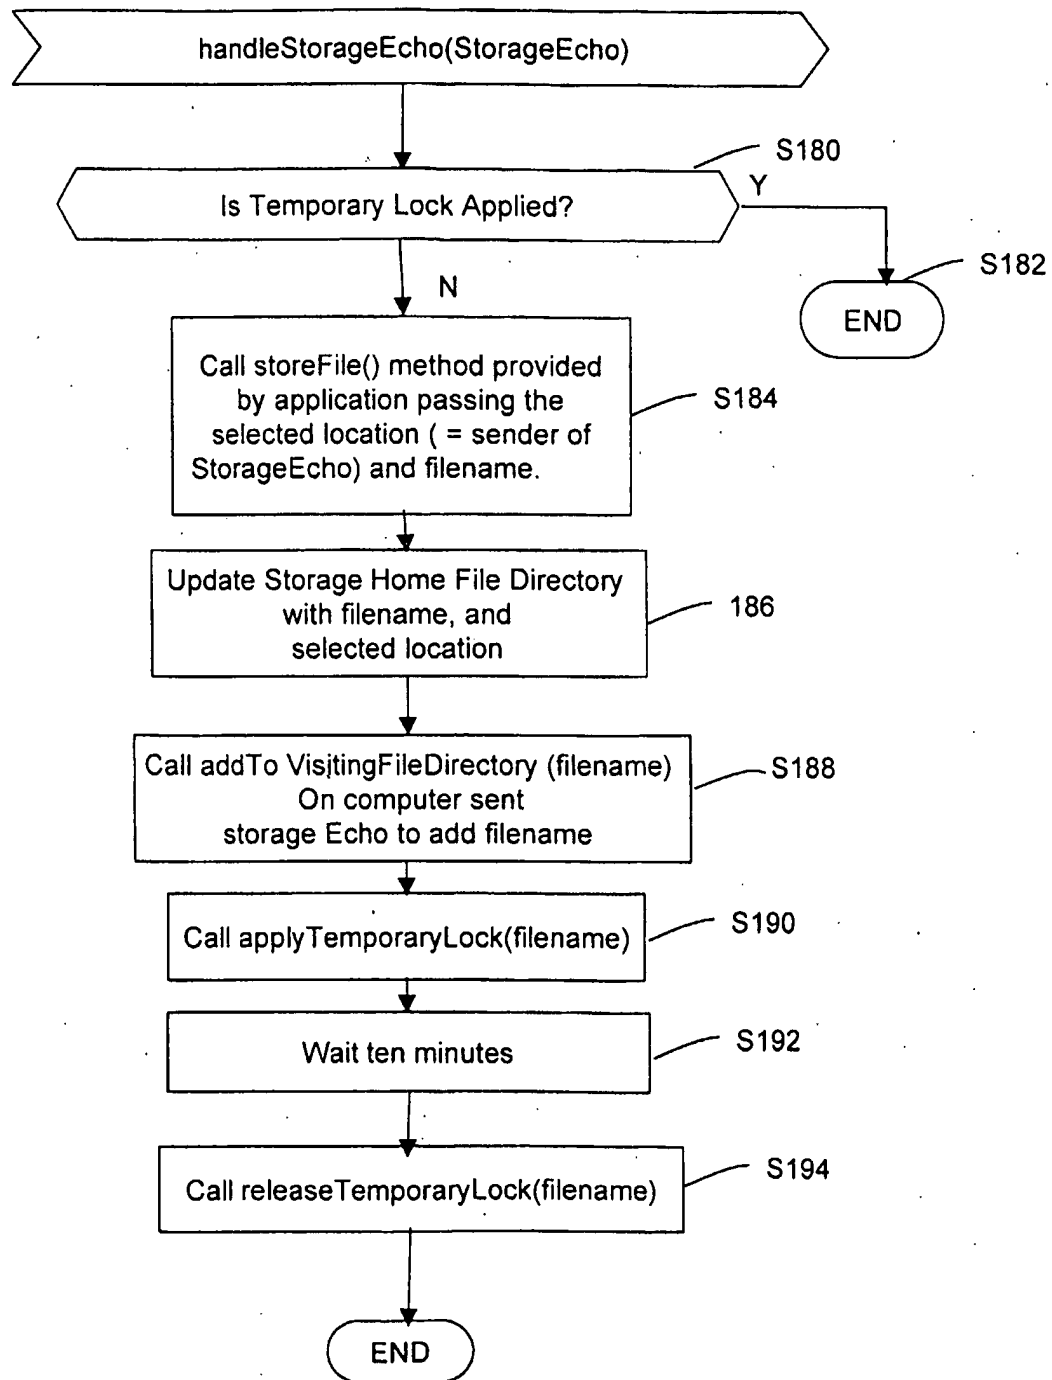 handleStorageEcho(StorageEcho)
S180
Is Temporary Lock Applied?
Y
S182
N
END
Call storeFile() method provided
by application passing the
selected location ( = sender of
StorageEcho) and filename.
S184
Update Storage Home File Directory
with filename, and
selected location
186
Call addTo VisitingFileDirectory (filename)
On computer sent
storage Echo to add filename
S188
Call applyTemporaryLock(filename)
S190
Wait ten minutes
S192
Call releaseTemporaryLock(filename)
S194
END